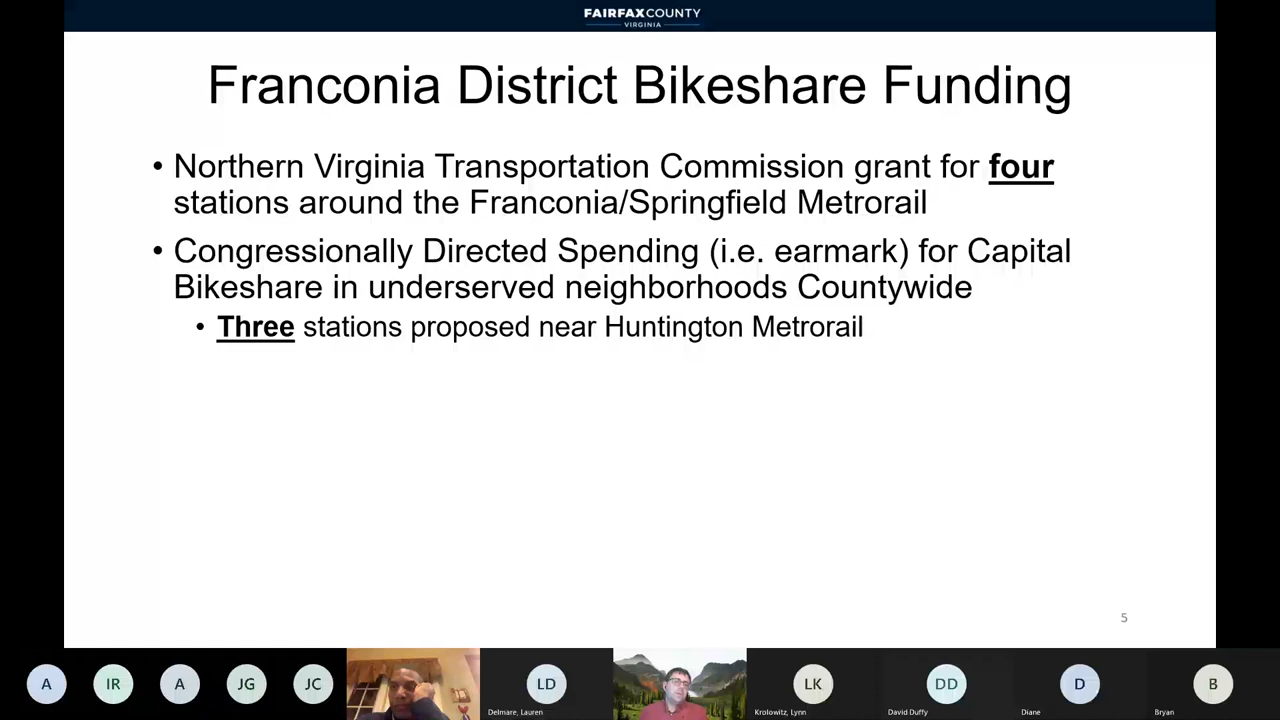 FAIRFAX COUNTY
VIRGINIA
Franconia District Bikeshare Funding
• Northern Virginia Transportation Commission grant for four
stations around the Franconia/Springfield Metrorail
• Congressionally Directed Spending (i.e. earmark) for Capital
Bikeshare in underserved neighborhoods Countywide
• Three stations proposed near Huntington Metrorail
5
A IR A JG JC LD LK DD D B
Delmare, Lauren Krolowitz, Lynn David Duffy Diane Bryan